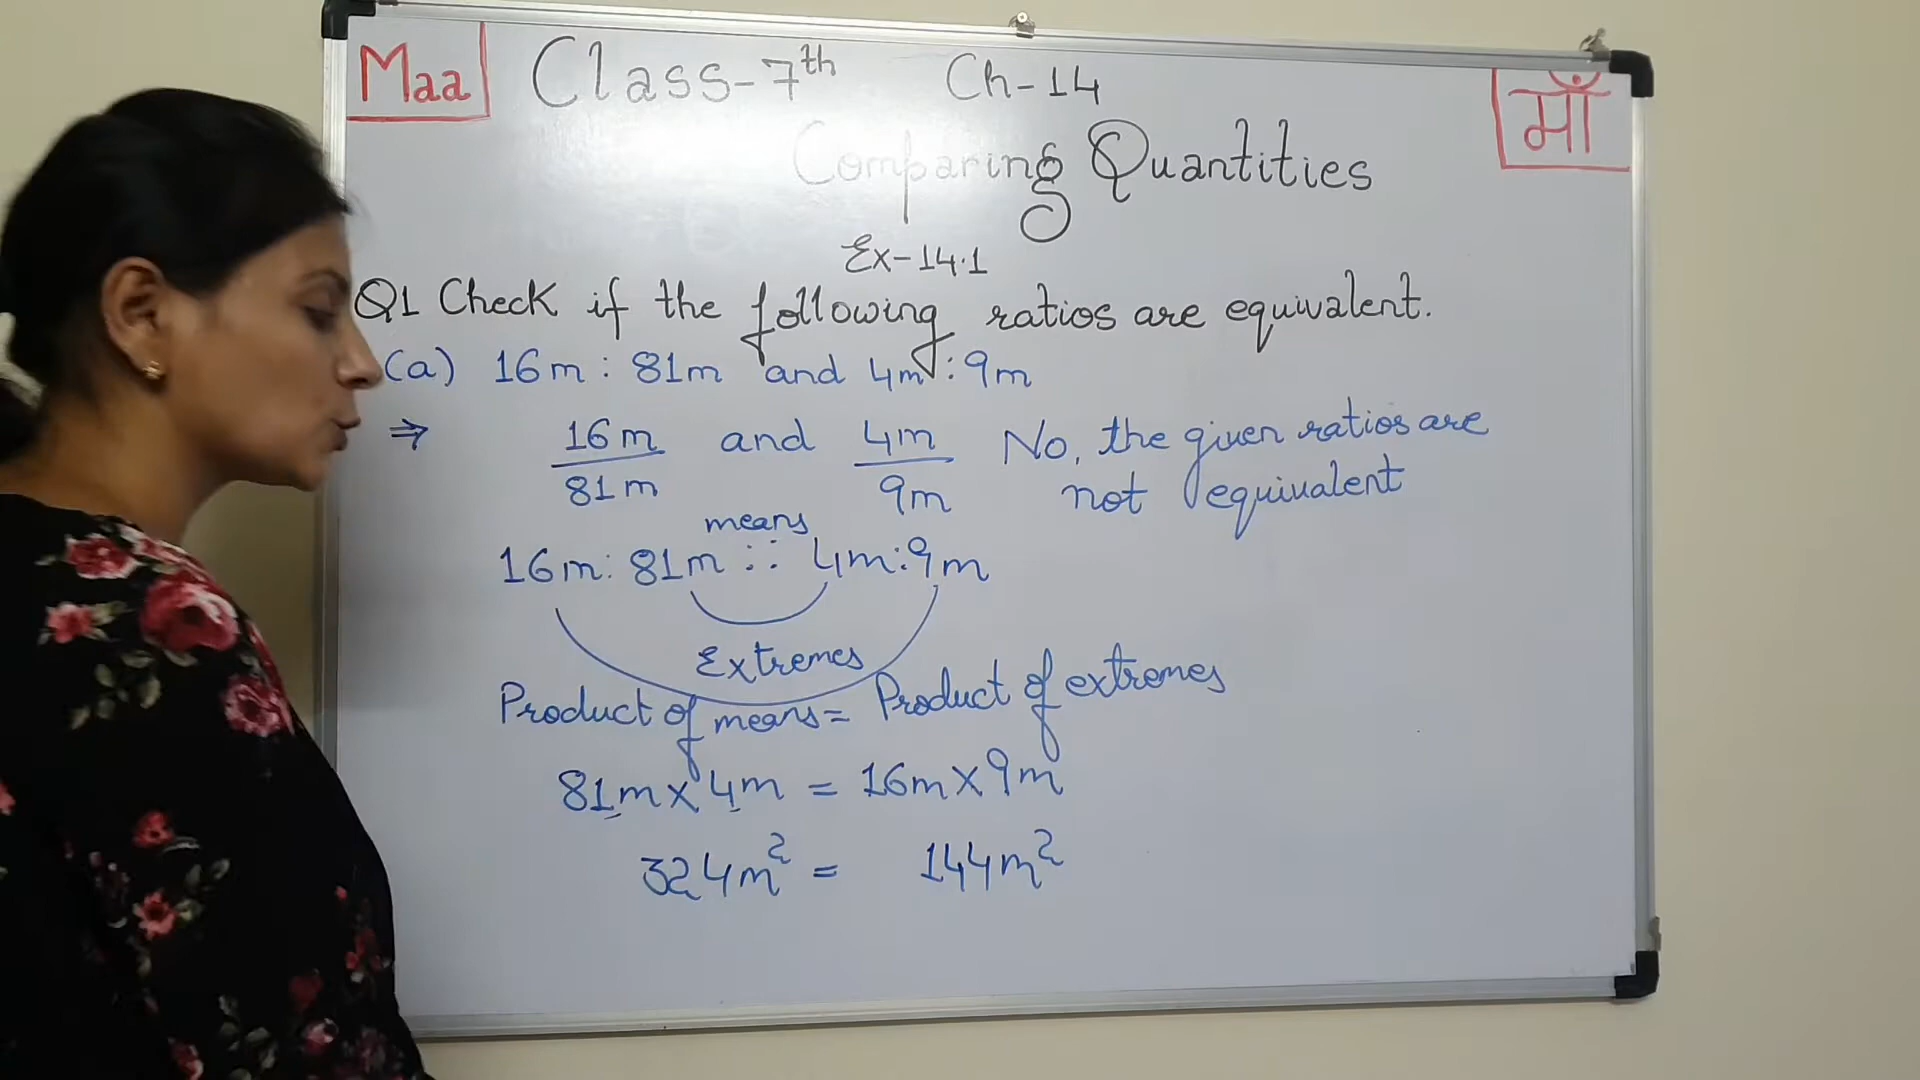 Maa Class-7th Ch-14 माँ
Comparing Quantities
Ex-14.1
Q1 Check if the following ratios are equivalent.
(a) 16m : 81m and 4m : 9m
⇒ 16m/81m and 4m/9m No, the given ratios are
not equivalent
means
16m : 81m :: 4m : 9m
Extremes
Product of means = Product of extremes
81m × 4m = 16m × 9m
324m² = 144m²